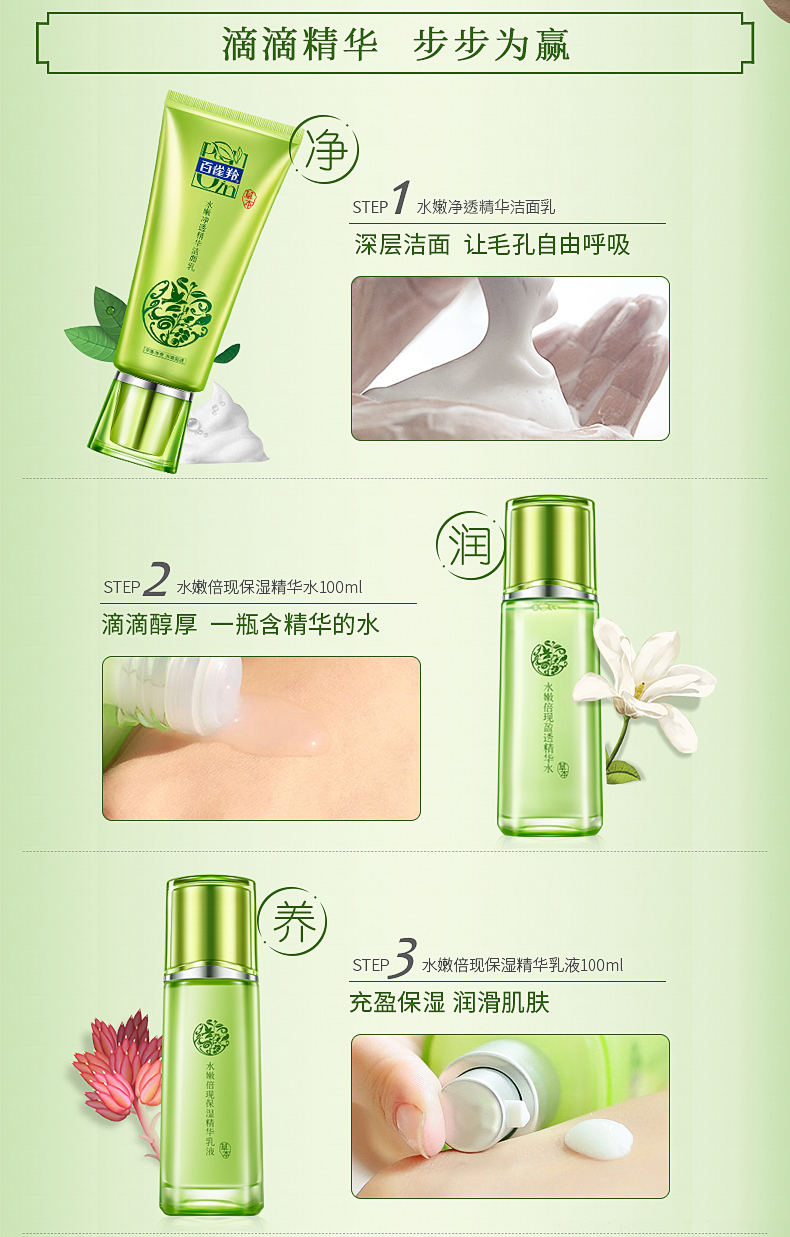 滴滴精华 步步为赢
净
百雀羚
草本
水嫩净透精华洁面乳
STEP 1 水嫩净透精华洁面乳
深层洁面 让毛孔自由呼吸
润
STEP 2 水嫩倍现保湿精华水100ml
滴滴醇厚 一瓶含精华的水
水嫩倍现盈透精华水
草本
养
STEP 3 水嫩倍现保湿精华乳液100ml
充盈保湿 润滑肌肤
水嫩倍现保湿精华乳液
草本